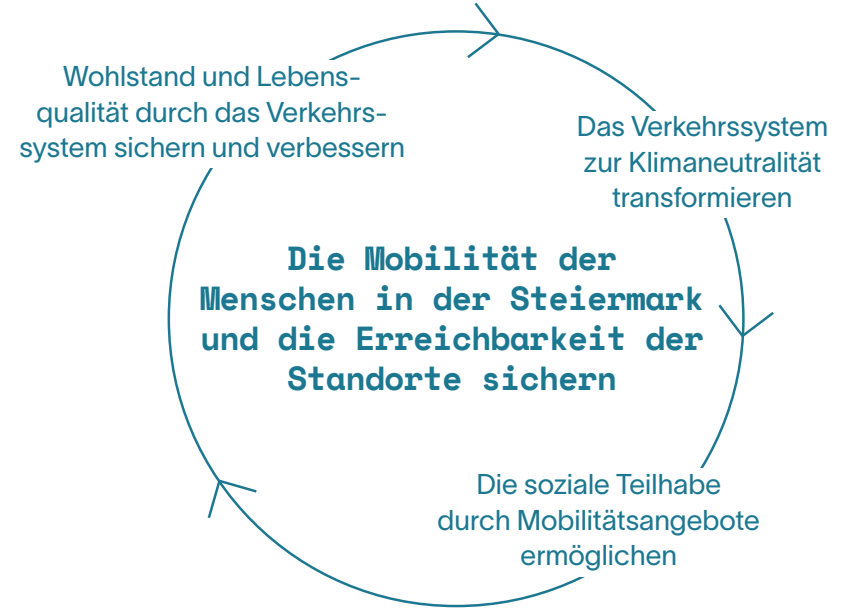 Wohlstand und Lebens-
qualität durch das Verkehrs-
system sichern und verbessern
Das Verkehrssystem
zur Klimaneutralität
transformieren
Die Mobilität der
Menschen in der Steiermark
und die Erreichbarkeit der
Standorte sichern
Die soziale Teilhabe
durch Mobilitätsangebote
ermöglichen